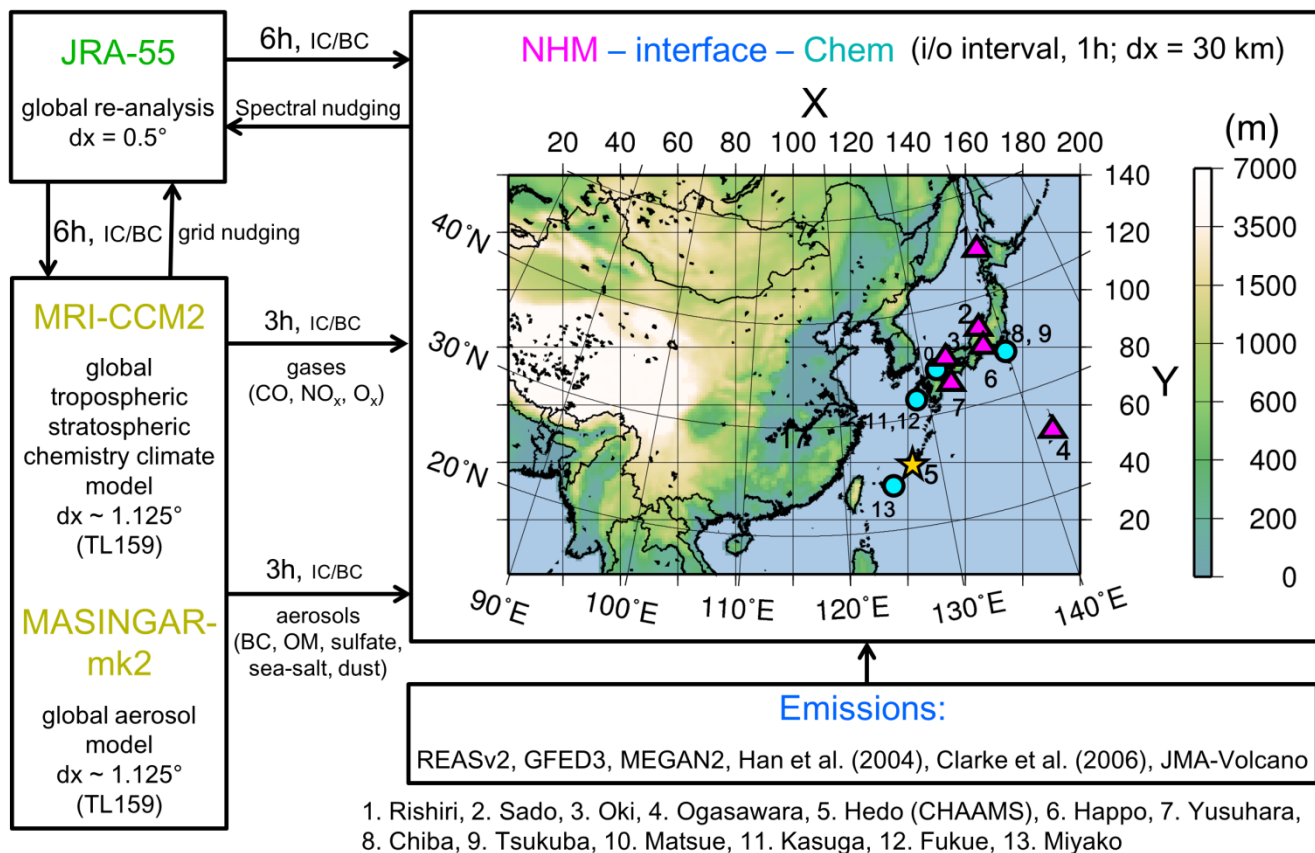 JRA-55
global re-analysis
dx = 0.5°
6h, IC/BC
Spectral nudging
6h, IC/BC
grid nudging
MRI-CCM2
global
tropospheric
stratospheric
chemistry climate
model
dx ~ 1.125°
(TL159)
MASINGAR-
mk2
global aerosol
model
dx ~ 1.125°
(TL159)
3h, IC/BC
gases
(CO, NOx, Ox)
3h, IC/BC
aerosols
(BC, OM, sulfate,
sea-salt, dust)
NHM – interface – Chem (i/o interval, 1h; dx = 30 km)
X
20 40 60 80 100 120 140 160 180 200
(m)
140
120
100
80
60
40
20
Y
7000
3500
1500
1000
600
400
200
0
40°N
30°N
20°N
90°E 100°E 110°E 120°E 130°E 140°E
1
2
8, 9
3
6
7
11, 12
4
5
13
Emissions:
REASv2, GFED3, MEGAN2, Han et al. (2004), Clarke et al. (2006), JMA-Volcano
1. Rishiri, 2. Sado, 3. Oki, 4. Ogasawara, 5. Hedo (CHAAMS), 6. Happo, 7. Yusuhara,
8. Chiba, 9. Tsukuba, 10. Matsue, 11. Kasuga, 12. Fukue, 13. Miyako